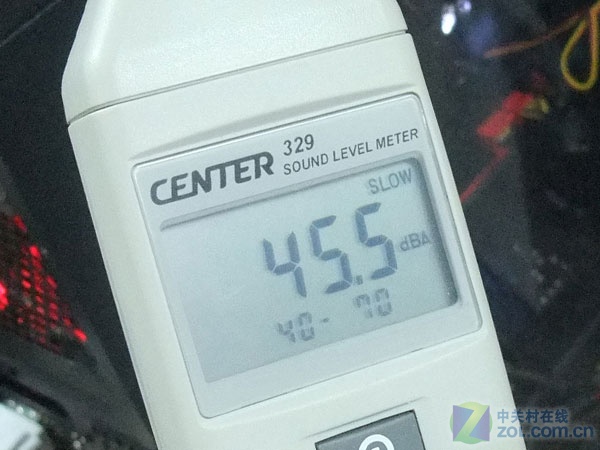 CENTER 329
SOUND LEVEL METER
SLOW
45.5 dBA
40 - 70
中关村在线
zol.com.cn